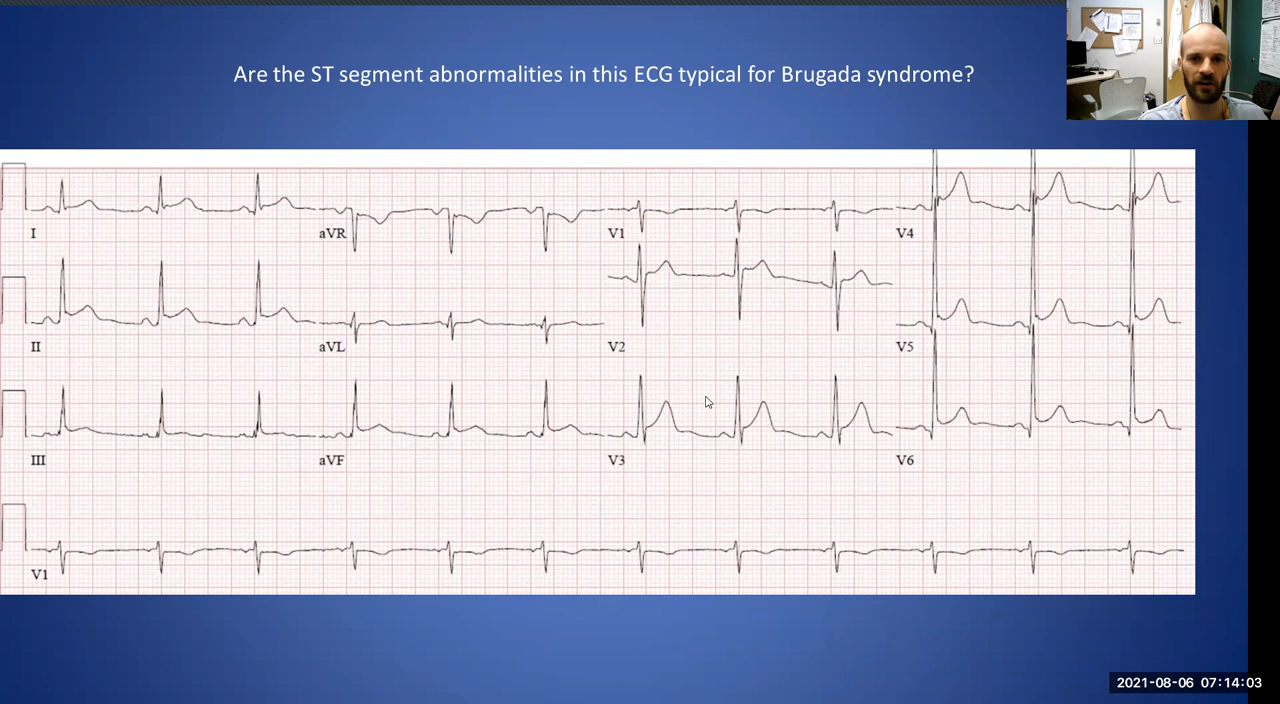 Are the ST segment abnormalities in this ECG typical for Brugada syndrome?
I
aVR
V1
V4
II
aVL
V2
V5
III
aVF
V3
V6
V1
2021-08-06 07:14:03